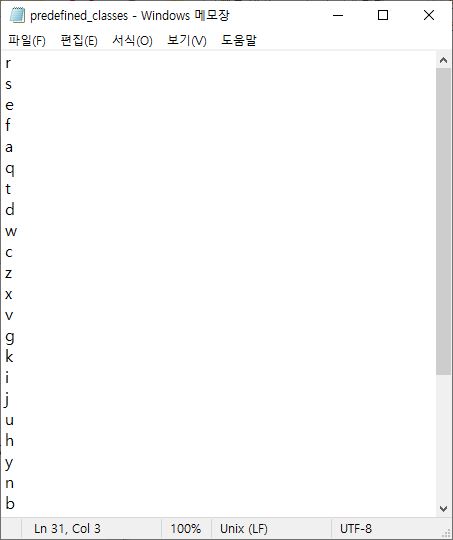 predefined_classes - Windows 메모장
파일(F) 편집(E) 서식(O) 보기(V) 도움말
r
s
e
f
a
q
t
d
w
c
z
x
v
g
k
i
j
u
h
y
n
b
Ln 31, Col 3 100% Unix (LF) UTF-8